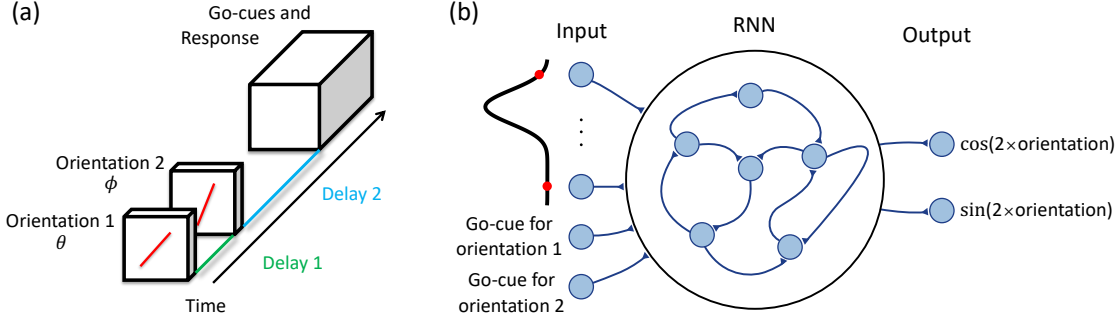 (a)
Go-cues and
Response
Orientation 2
ϕ
Orientation 1
θ
Delay 2
Delay 1
Time
(b)
Input
RNN
Output
⋮
Go-cue for
orientation 1
Go-cue for
orientation 2
cos(2×orientation)
sin(2×orientation)